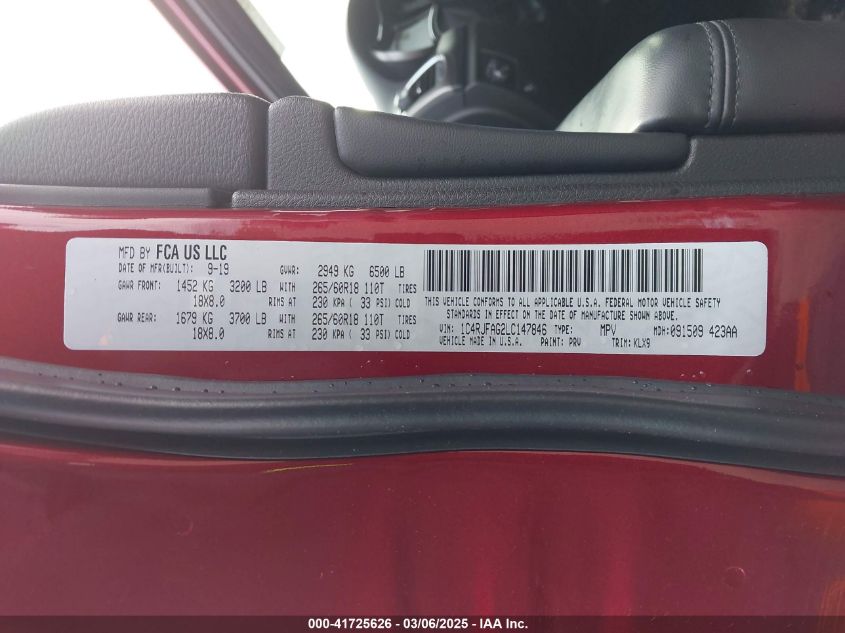 MFD BY FCA US LLC
DATE OF MFR(BUILT): 9-19 GVWR: 2949 KG 6500 LB
GAWR FRONT: 1452 KG 3200 LB WITH 265/60R18 110T TIRES
18X8.0 RIMS AT 230 KPA ( 33 PSI) COLD
GAWR REAR: 1679 KG 3700 LB WITH 265/60R18 110T TIRES
18X8.0 RIMS AT 230 KPA ( 33 PSI) COLD
THIS VEHICLE CONFORMS TO ALL APPLICABLE U.S.A. FEDERAL MOTOR VEHICLE SAFETY
STANDARDS IN EFFECT ON THE DATE OF MANUFACTURE SHOWN ABOVE.
VIN: 1C4RJFAG2LC147846 TYPE: MPV MDH: 091509 423AA
VEHICLE MADE IN U.S.A. PAINT: PRV TRIM: KLX9
000-41725626 - 03/06/2025 - IAA Inc.